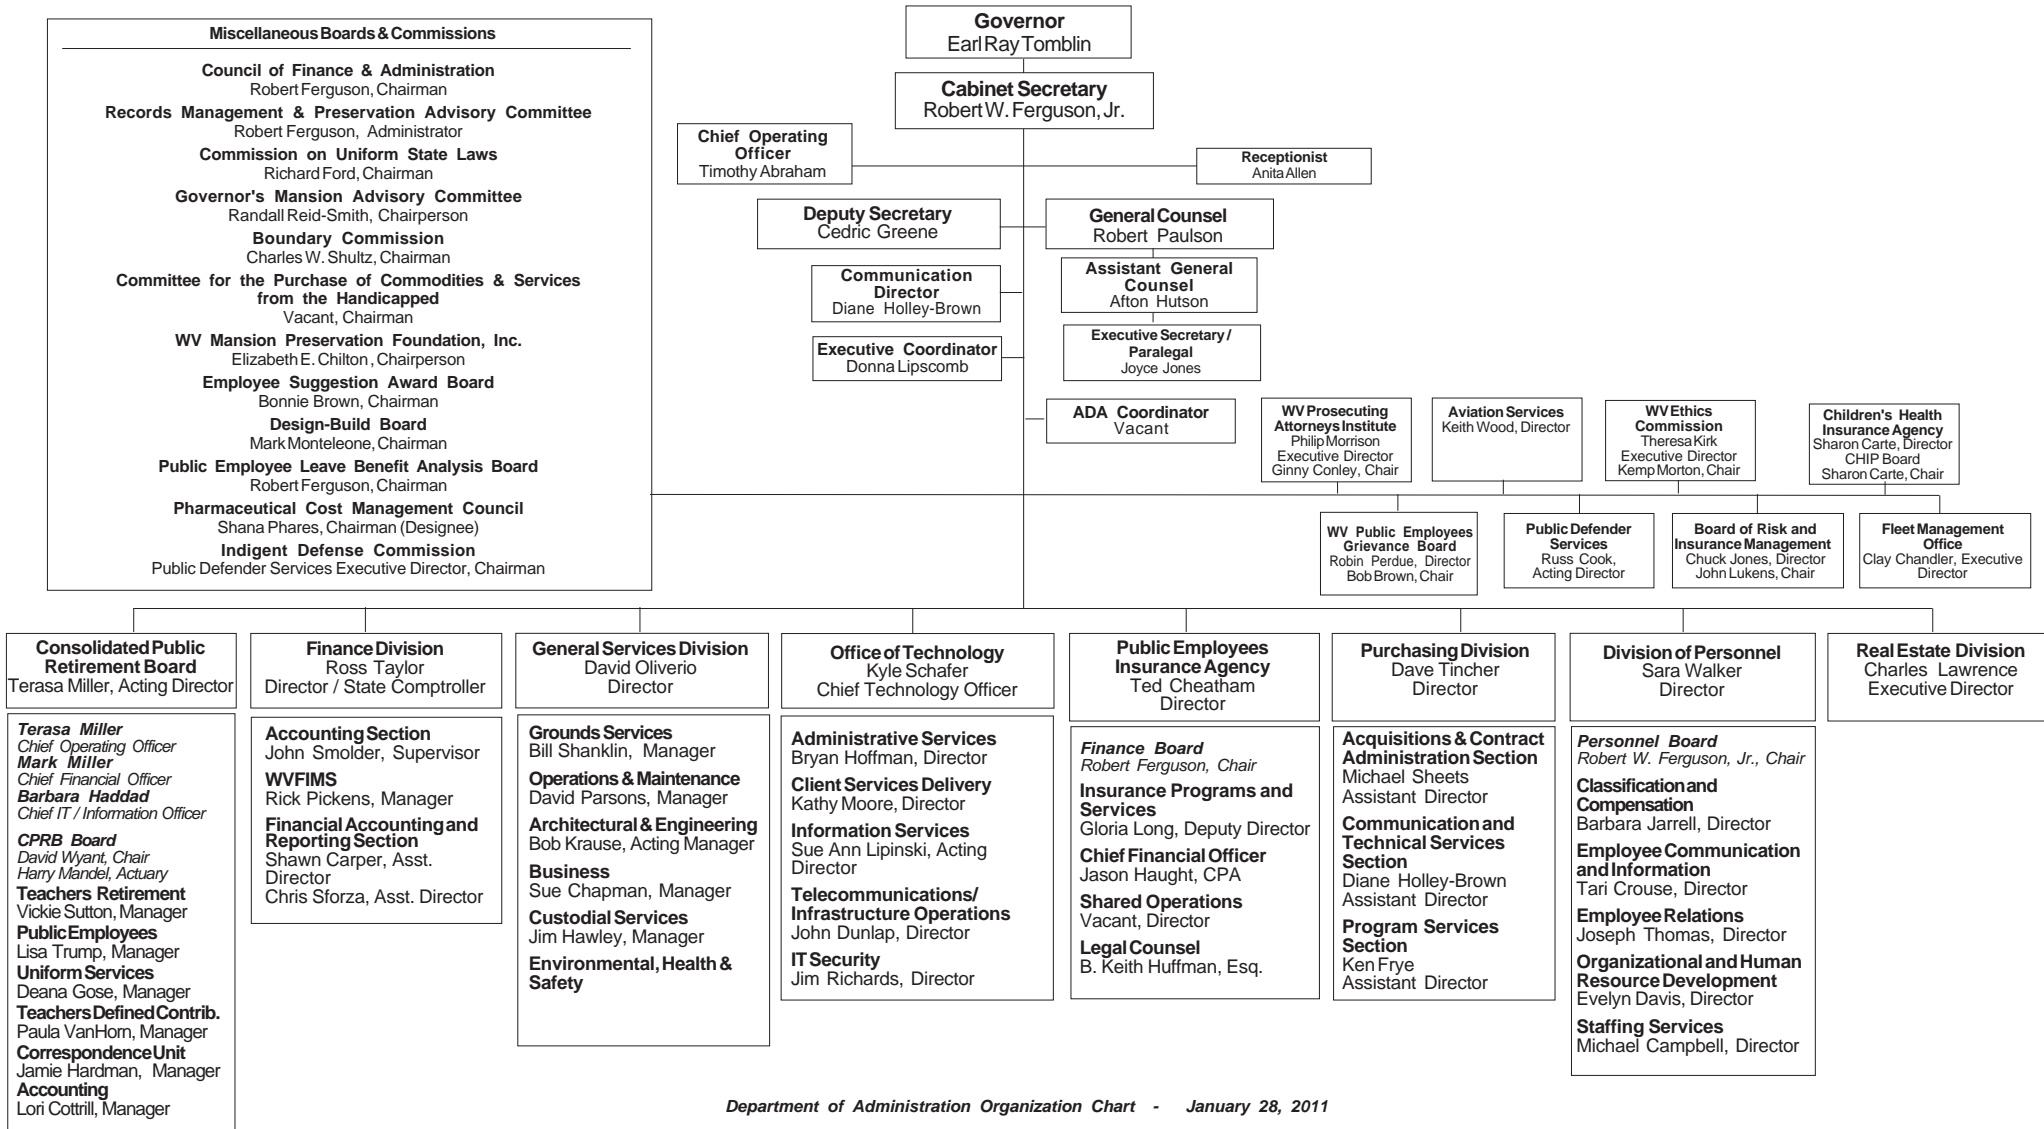 Miscellaneous Boards & Commissions
Council of Finance & Administration
Robert Ferguson, Chairman
Records Management & Preservation Advisory Committee
Robert Ferguson, Administrator
Commission on Uniform State Laws
Richard Ford, Chairman
Governor's Mansion Advisory Committee
Randall Reid-Smith, Chairperson
Boundary Commission
Charles W. Shultz, Chairman
Committee for the Purchase of Commodities & Services
from the Handicapped
Vacant, Chairman
WV Mansion Preservation Foundation, Inc.
Elizabeth E. Chilton, Chairperson
Employee Suggestion Award Board
Bonnie Brown, Chairman
Design-Build Board
Mark Monteleone, Chairman
Public Employee Leave Benefit Analysis Board
Robert Ferguson, Chairman
Pharmaceutical Cost Management Council
Shana Phares, Chairman (Designee)
Indigent Defense Commission
Public Defender Services Executive Director, Chairman
Governor
Earl Ray Tomblin
Cabinet Secretary
Robert W. Ferguson, Jr.
Chief Operating
Officer
Timothy Abraham
Receptionist
Anita Allen
Deputy Secretary
Cedric Greene
General Counsel
Robert Paulson
Communication
Director
Diane Holley-Brown
Assistant General
Counsel
Afton Hutson
Executive Coordinator
Donna Lipscomb
Executive Secretary /
Paralegal
Joyce Jones
ADA Coordinator
Vacant
WV Prosecuting
Attorneys Institute
Philip Morrison
Executive Director
Ginny Conley, Chair
Aviation Services
Keith Wood, Director
WV Ethics
Commission
Theresa Kirk
Executive Director
Kemp Morton, Chair
Children's Health
Insurance Agency
Sharon Carte, Director
CHIP Board
Sharon Carte, Chair
WV Public Employees
Grievance Board
Robin Perdue, Director
Bob Brown, Chair
Public Defender
Services
Russ Cook,
Acting Director
Board of Risk and
Insurance Management
Chuck Jones, Director
John Lukens, Chair
Fleet Management
Office
Clay Chandler, Executive
Director
Consolidated Public
Retirement Board
Terasa Miller, Acting Director
Terasa Miller
Chief Operating Officer
Mark Miller
Chief Financial Officer
Barbara Haddad
Chief IT / Information Officer
CPRB Board
David Wyant, Chair
Harry Mandel, Actuary
Teachers Retirement
Vickie Sutton, Manager
Public Employees
Lisa Trump, Manager
Uniform Services
Deana Gose, Manager
Teachers Defined Contrib.
Paula VanHorn, Manager
Correspondence Unit
Jamie Hardman, Manager
Accounting
Lori Cottrill, Manager
Finance Division
Ross Taylor
Director / State Comptroller
Accounting Section
John Smolder, Supervisor
WVFIMS
Rick Pickens, Manager
Financial Accounting and
Reporting Section
Shawn Carper, Asst.
Director
Chris Sforza, Asst. Director
General Services Division
David Oliverio
Director
Grounds Services
Bill Shanklin, Manager
Operations & Maintenance
David Parsons, Manager
Architectural & Engineering
Bob Krause, Acting Manager
Business
Sue Chapman, Manager
Custodial Services
Jim Hawley, Manager
Environmental, Health &
Safety
Office of Technology
Kyle Schafer
Chief Technology Officer
Administrative Services
Bryan Hoffman, Director
Client Services Delivery
Kathy Moore, Director
Information Services
Sue Ann Lipinski, Acting
Director
Telecommunications/
Infrastructure Operations
John Dunlap, Director
IT Security
Jim Richards, Director
Public Employees
Insurance Agency
Ted Cheatham
Director
Finance Board
Robert Ferguson, Chair
Insurance Programs and
Services
Gloria Long, Deputy Director
Chief Financial Officer
Jason Haught, CPA
Shared Operations
Vacant, Director
Legal Counsel
B. Keith Huffman, Esq.
Purchasing Division
Dave Tincher
Director
Acquisitions & Contract
Administration Section
Michael Sheets
Assistant Director
Communication and
Technical Services
Section
Diane Holley-Brown
Assistant Director
Program Services
Section
Ken Frye
Assistant Director
Division of Personnel
Sara Walker
Director
Personnel Board
Robert W. Ferguson, Jr., Chair
Classification and
Compensation
Barbara Jarrell, Director
Employee Communication
and Information
Tari Crouse, Director
Employee Relations
Joseph Thomas, Director
Organizational and Human
Resource Development
Evelyn Davis, Director
Staffing Services
Michael Campbell, Director
Real Estate Division
Charles Lawrence
Executive Director
Department of Administration Organization Chart - January 28, 2011